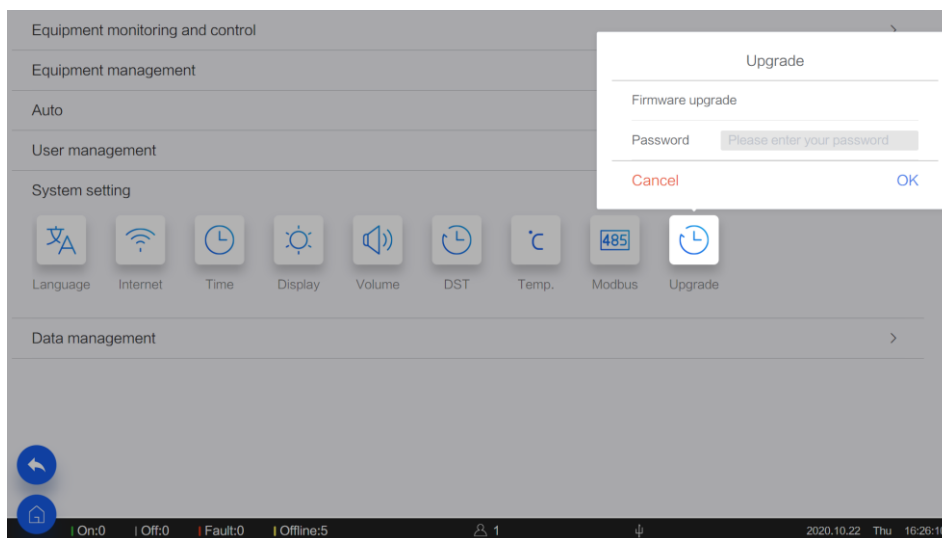 Equipment monitoring and control
Upgrade
Equipment management
Firmware upgrade
Auto
Password Please enter your password
User management
Cancel OK
System setting
文A
485
°C
Language Internet Time Display Volume DST Temp. Modbus Upgrade
Data management
On:0 Off:0 Fault:0 Offline:5 1 2020.10.22 Thu